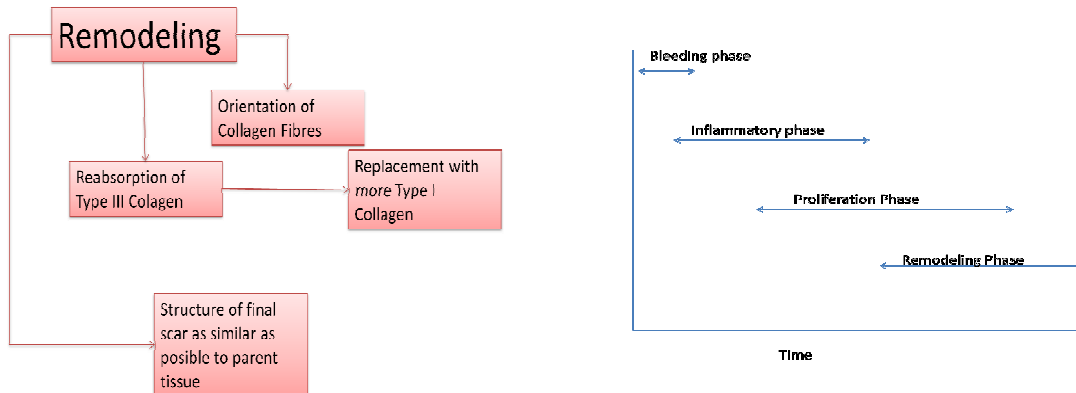 Remodeling
Orientation of
Collagen Fibres
Reabsorption of
Type III Colagen
Replacement with
more Type I
Collagen
Structure of final
scar as similar as
posible to parent
tissue
Bleeding phase
Inflammatory phase
Proliferation Phase
Remodeling Phase
Time